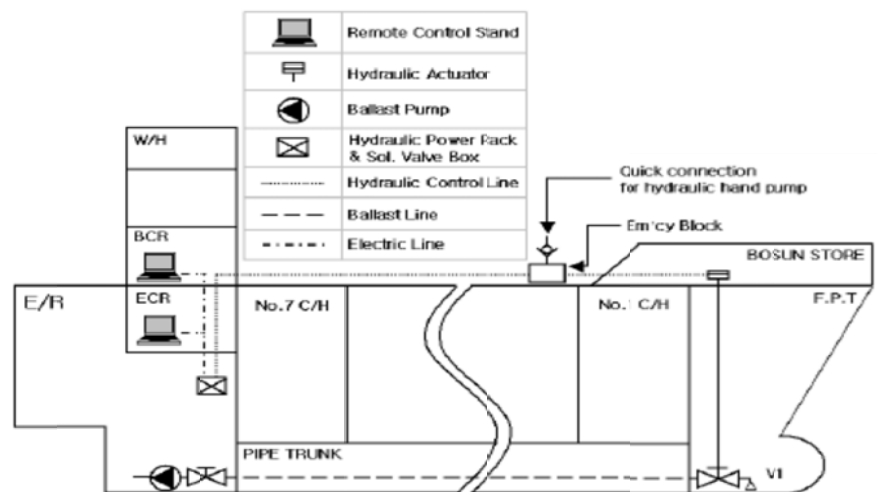 Remote Control Stand
Hydraulic Actuator
Ballast Pump
Hydraulic Power Pack
& Sol. Valve Box
Hydraulic Control Line
Ballast Line
Electric Line
W/H
BCR
ECR
E/R
Quick connection
for hydraulic hand pump
Em'cy Block
BOSUN STORE
No.7 C/H
No.1 C/H
F.P.T
PIPE TRUNK
V1